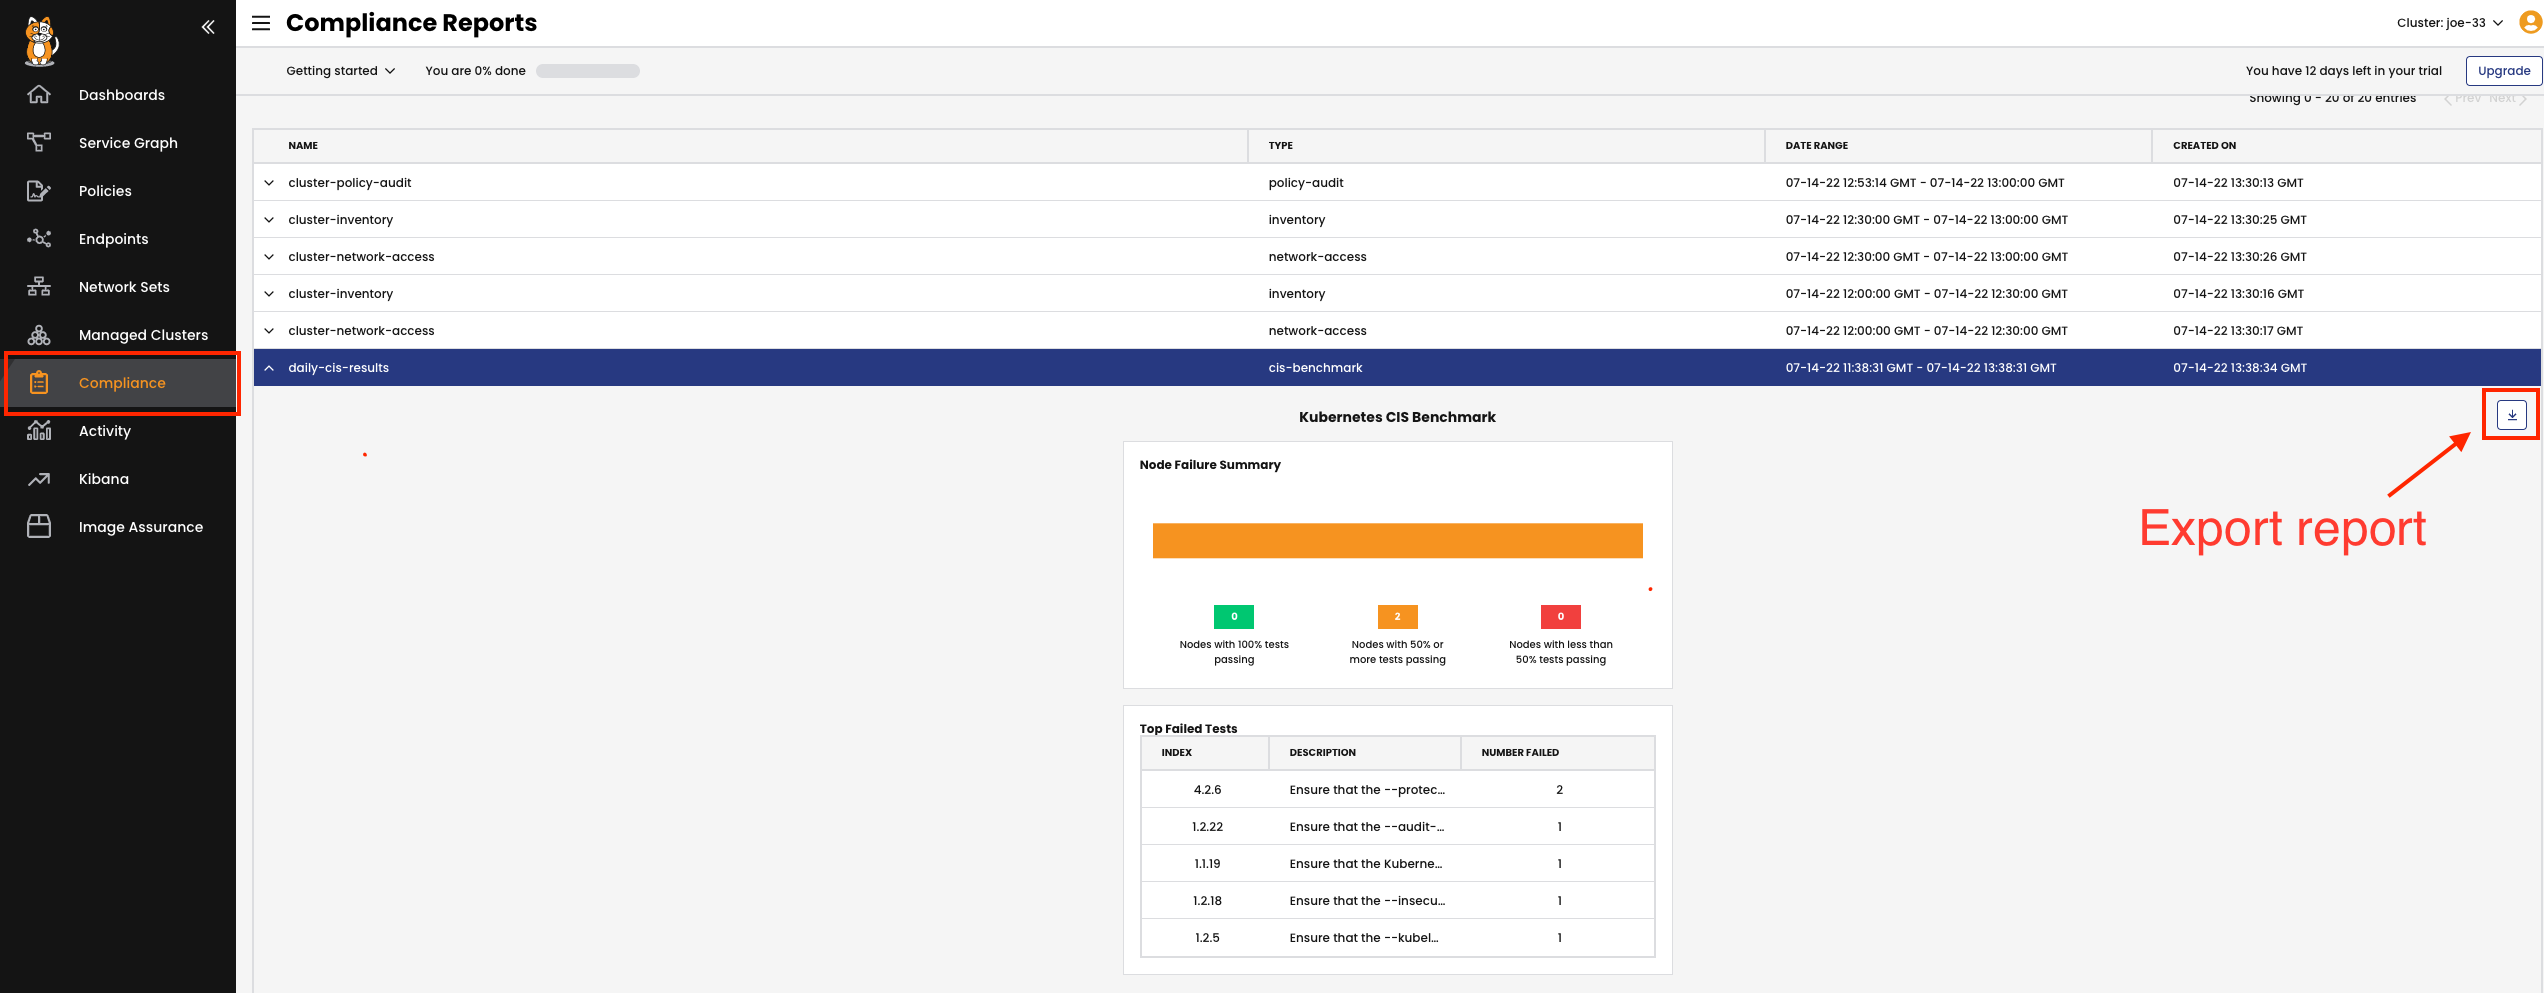 Compliance Reports
Cluster: joe-33
Getting started
You are 0% done
You have 12 days left in your trial
Upgrade
Showing 0 - 20 of 20 entries
Prev Next
Dashboards
Service Graph
Policies
Endpoints
Network Sets
Managed Clusters
Compliance
Activity
Kibana
Image Assurance
NAME TYPE DATE RANGE CREATED ON
cluster-policy-audit policy-audit 07-14-22 12:53:14 GMT - 07-14-22 13:00:00 GMT 07-14-22 13:30:13 GMT
cluster-inventory inventory 07-14-22 12:30:00 GMT - 07-14-22 13:00:00 GMT 07-14-22 13:30:25 GMT
cluster-network-access network-access 07-14-22 12:30:00 GMT - 07-14-22 13:00:00 GMT 07-14-22 13:30:26 GMT
cluster-inventory inventory 07-14-22 12:00:00 GMT - 07-14-22 12:30:00 GMT 07-14-22 13:30:16 GMT
cluster-network-access network-access 07-14-22 12:00:00 GMT - 07-14-22 12:30:00 GMT 07-14-22 13:30:17 GMT
daily-cis-results cis-benchmark 07-14-22 11:38:31 GMT - 07-14-22 13:38:31 GMT 07-14-22 13:38:34 GMT
Kubernetes CIS Benchmark
Export report
Node Failure Summary
0 2 0
Nodes with 100% tests
passing
Nodes with 50% or
more tests passing
Nodes with less than
50% tests passing
Top Failed Tests
INDEX DESCRIPTION NUMBER FAILED
4.2.6 Ensure that the --protec... 2
1.2.22 Ensure that the --audit-... 1
1.1.19 Ensure that the Kuberne... 1
1.2.18 Ensure that the --insecu... 1
1.2.5 Ensure that the --kubel... 1